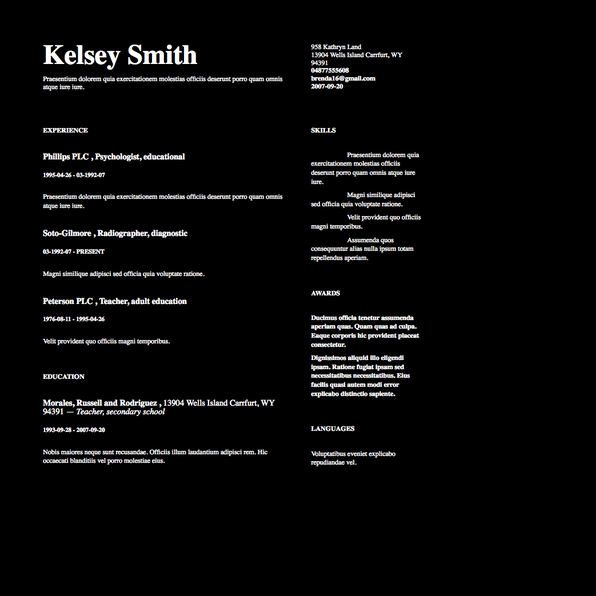 Kelsey Smith
Praesentium dolorem quia exercitationem molestias officiis deserunt porro quam omnis
atque iure iure.
958 Kathryn Land
13904 Wells Island Carrfurt, WY
94391
04877555608
brenda16@gmail.com
2007-09-20
EXPERIENCE
Phillips PLC , Psychologist, educational
1995-04-26 - 03-1992-07
Praesentium dolorem quia exercitationem molestias officiis deserunt porro quam omnis
atque iure iure.
Soto-Gilmore , Radiographer, diagnostic
03-1992-07 - PRESENT
Magni similique adipisci sed officia quia voluptate ratione.
Peterson PLC , Teacher, adult education
1976-08-11 - 1995-04-26
Velit provident quo officiis magni temporibus.
EDUCATION
Morales, Russell and Rodriguez , 13904 Wells Island Carrfurt, WY
94391 — Teacher, secondary school
1993-09-28 - 2007-09-20
Nobis maiores neque sunt recusandae. Officiis illum laudantium adipisci rem. Hic
occaecati blanditiis vel porro molestiae eius.
SKILLS
Praesentium dolorem quia
exercitationem molestias officiis
deserunt porro quam omnis atque iure
iure.
Magni similique adipisci
sed officia quia voluptate ratione.
Velit provident quo officiis
magni temporibus.
Assumenda quos
consequuntur alias nulla ipsum totam
repellendus aperiam.
AWARDS
Ducimus officia tenetur assumenda
aperiam quas. Quam quas ad culpa.
Eaque corporis hic provident placeat
consectetur.
Dignissimos aliquid illo eligendi
ipsam. Ratione fugiat ipsam sed
necessitatibus necessitatibus. Eius
facilis quasi autem modi error
explicabo distinctio sapiente.
LANGUAGES
Voluptatibus eveniet explicabo
repudiandae vel.